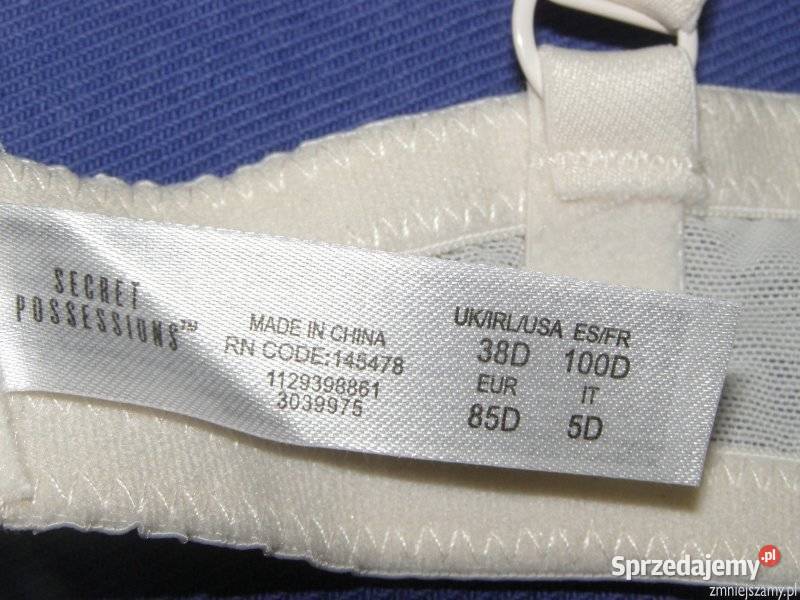 SECRET
POSSESSIONS™
MADE IN CHINA
RN CODE:145478
1129398861
3039975
UK/IRL/USA ES/FR
38D 100D
EUR IT
85D 5D
Sprzedajemy.pl
zmniejszamy.pl